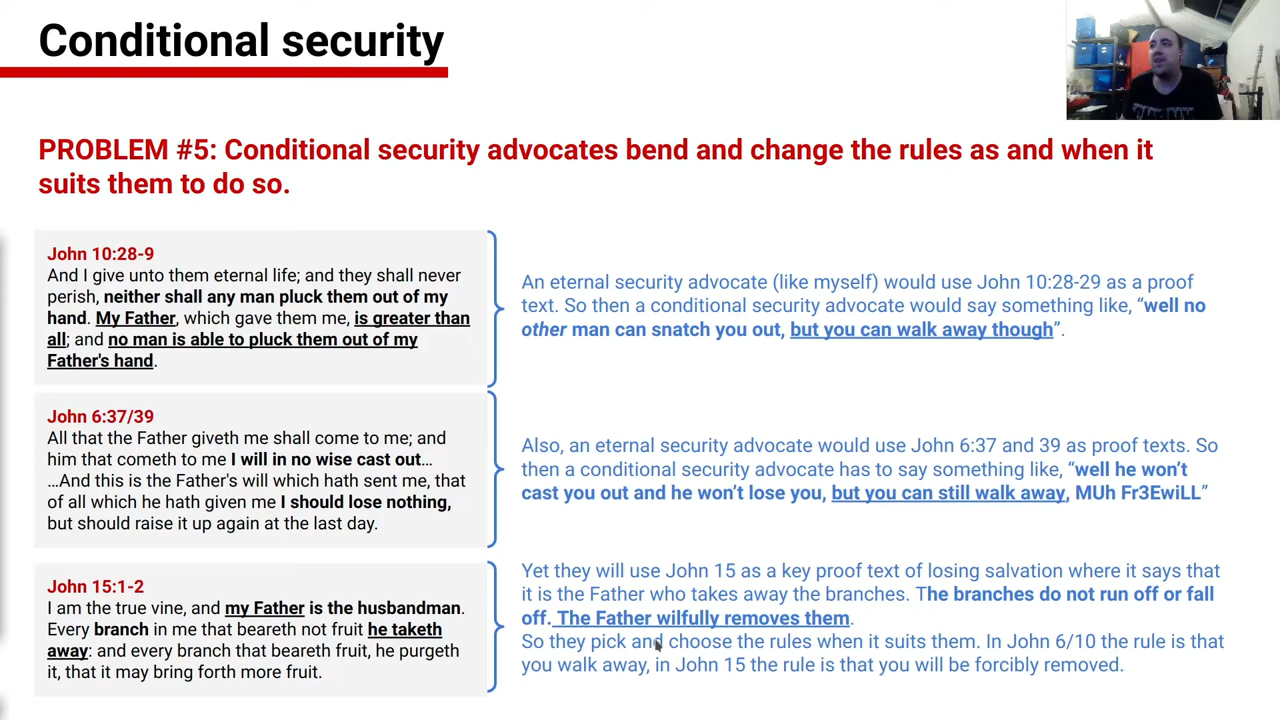 Conditional security
PROBLEM #5: Conditional security advocates bend and change the rules as and when it
suits them to do so.
John 10:28-9
And I give unto them eternal life; and they shall never
perish, neither shall any man pluck them out of my
hand. My Father, which gave them me, is greater than
all; and no man is able to pluck them out of my
Father's hand.
An eternal security advocate (like myself) would use John 10:28-29 as a proof
text. So then a conditional security advocate would say something like, “well no
other man can snatch you out, but you can walk away though”.
John 6:37/39
All that the Father giveth me shall come to me; and
him that cometh to me I will in no wise cast out…
…And this is the Father's will which hath sent me, that
of all which he hath given me I should lose nothing,
but should raise it up again at the last day.
Also, an eternal security advocate would use John 6:37 and 39 as proof texts. So
then a conditional security advocate has to say something like, “well he won’t
cast you out and he won’t lose you, but you can still walk away, MUh Fr3EwiLL”
John 15:1-2
I am the true vine, and my Father is the husbandman.
Every branch in me that beareth not fruit he taketh
away: and every branch that beareth fruit, he purgeth
it, that it may bring forth more fruit.
Yet they will use John 15 as a key proof text of losing salvation where it says that
it is the Father who takes away the branches. The branches do not run off or fall
off. The Father wilfully removes them.
So they pick and choose the rules when it suits them. In John 6/10 the rule is that
you walk away, in John 15 the rule is that you will be forcibly removed.